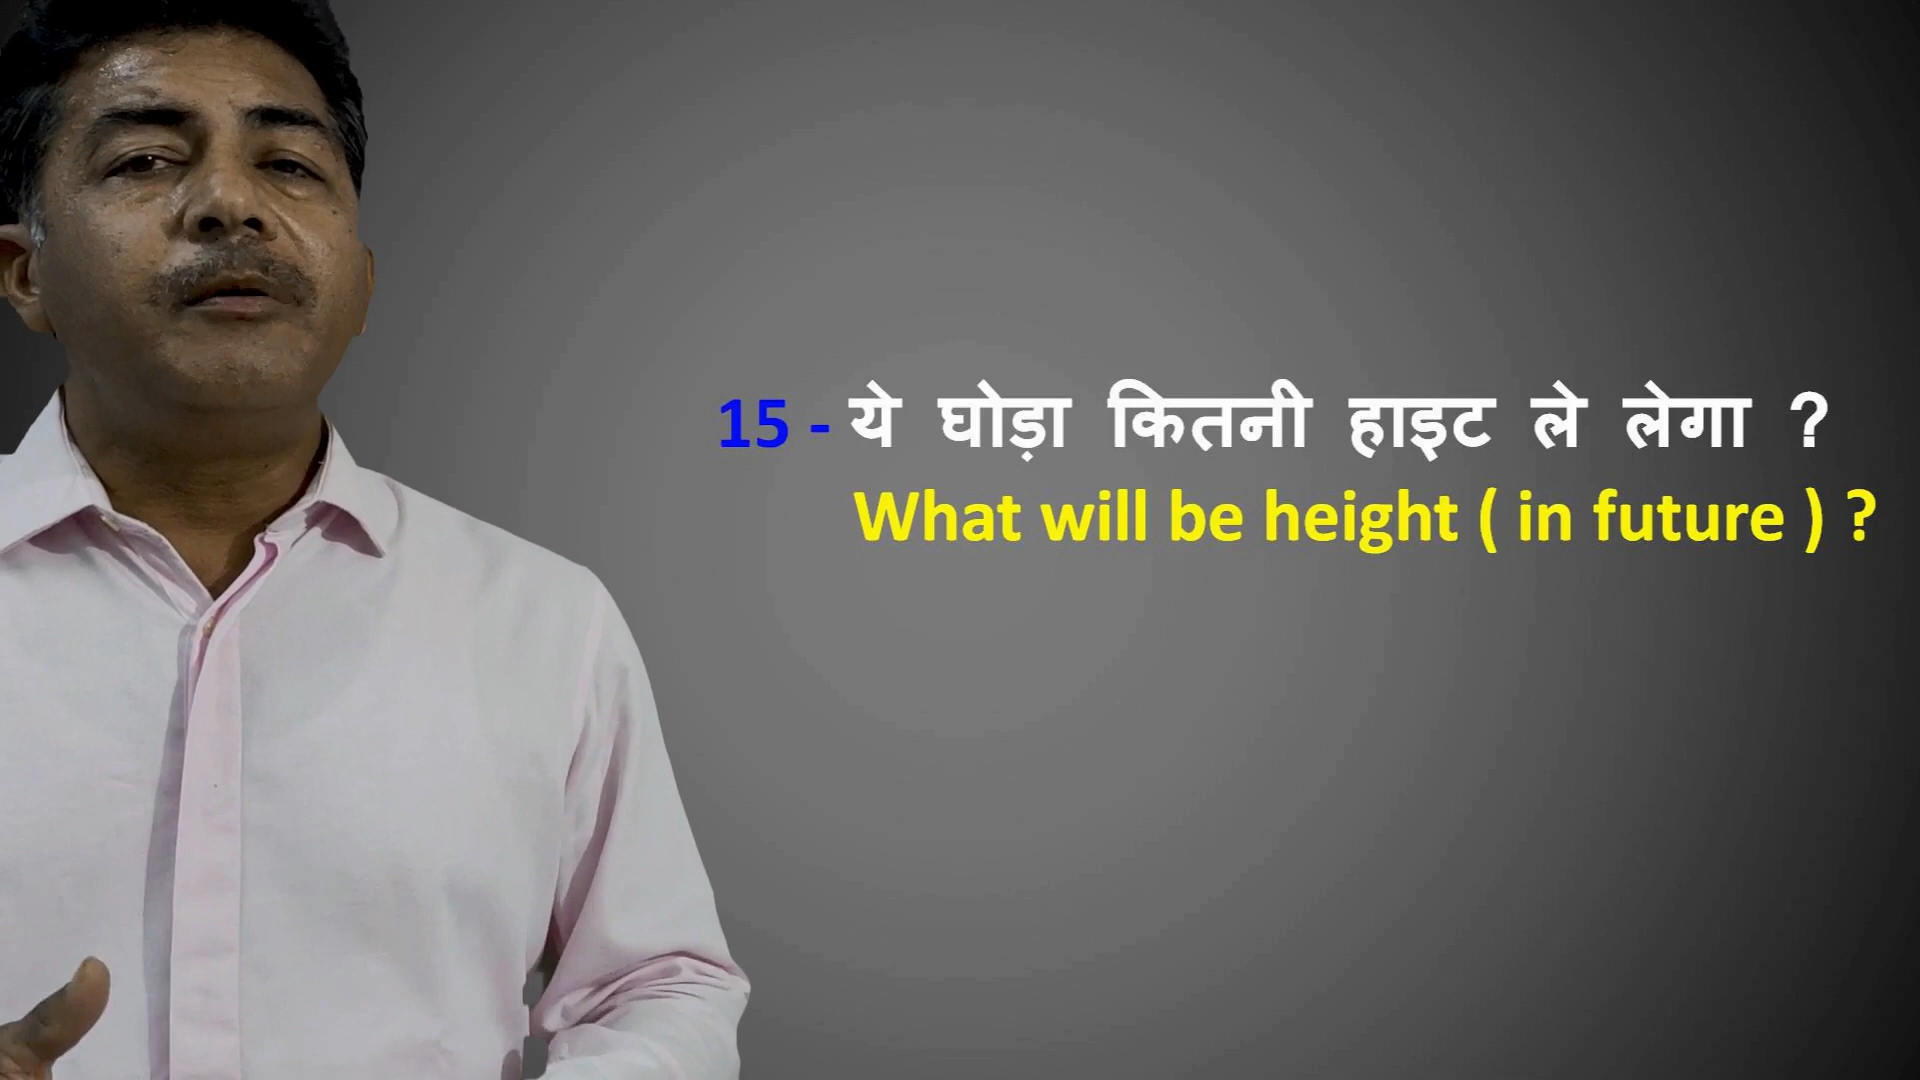 15 - ये घोड़ा कितनी हाइट ले लेगा ?
What will be height ( in future ) ?